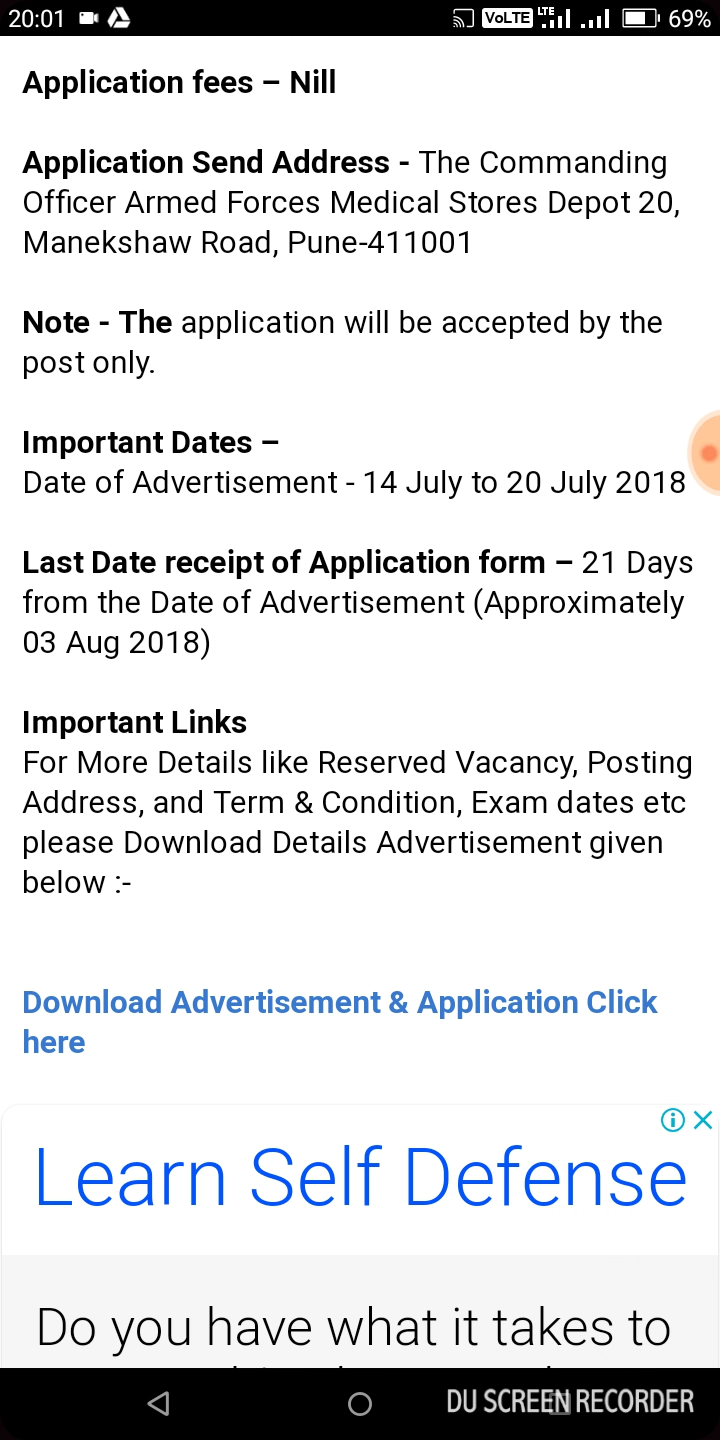 20:01 VoLTE LTE 69%
Application fees – Nill
Application Send Address - The Commanding
Officer Armed Forces Medical Stores Depot 20,
Manekshaw Road, Pune-411001
Note - The application will be accepted by the
post only.
Important Dates –
Date of Advertisement - 14 July to 20 July 2018
Last Date receipt of Application form – 21 Days
from the Date of Advertisement (Approximately
03 Aug 2018)
Important Links
For More Details like Reserved Vacancy, Posting
Address, and Term & Condition, Exam dates etc
please Download Details Advertisement given
below :-
Download Advertisement & Application Click
here
Learn Self Defense
Do you have what it takes to
DU SCREEN RECORDER